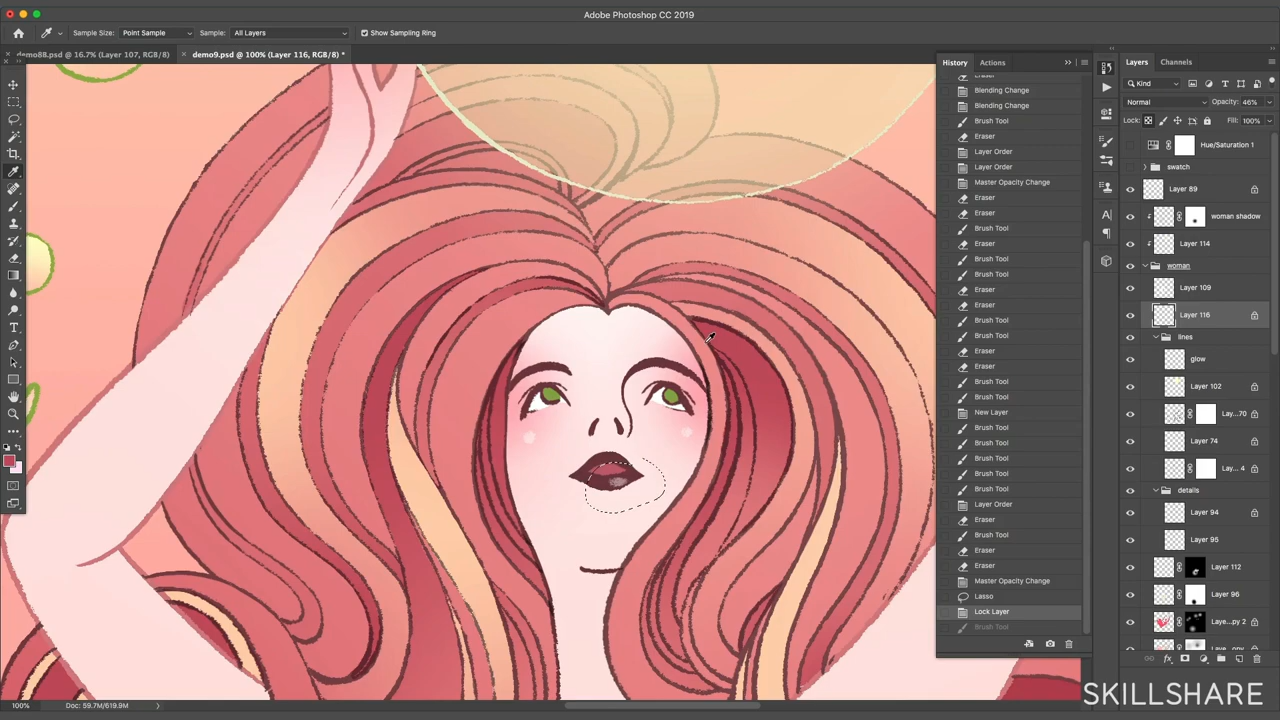 Adobe Photoshop CC 2019
Sample Size: Point Sample Sample: All Layers Show Sampling Ring
demo88.psd @ 16.7% (Layer 107, RGB/8) demo9.psd @ 100% (Layer 116, RGB/8) *
History Actions
Eraser
Blending Change
Blending Change
Brush Tool
Eraser
Layer Order
Layer Order
Master Opacity Change
Eraser
Eraser
Brush Tool
Eraser
Brush Tool
Brush Tool
Eraser
Eraser
Brush Tool
Brush Tool
Eraser
Eraser
Brush Tool
Brush Tool
New Layer
Brush Tool
Brush Tool
Brush Tool
Brush Tool
Brush Tool
Layer Order
Eraser
Brush Tool
Eraser
Eraser
Master Opacity Change
Lasso
Lock Layer
Brush Tool
Layers Channels
Kind
Normal Opacity: 46%
Lock: Fill: 100%
Hue/Saturation 1
swatch
Layer 89
woman shadow
Layer 114
woman
Layer 109
Layer 116
lines
glow
Layer 102
Lay...70
Layer 74
Lay... 4
details
Layer 94
Layer 95
Layer 112
Layer 96
Laye...py 2
100% Doc: 59.7M/619.9M
SKILLSHARE